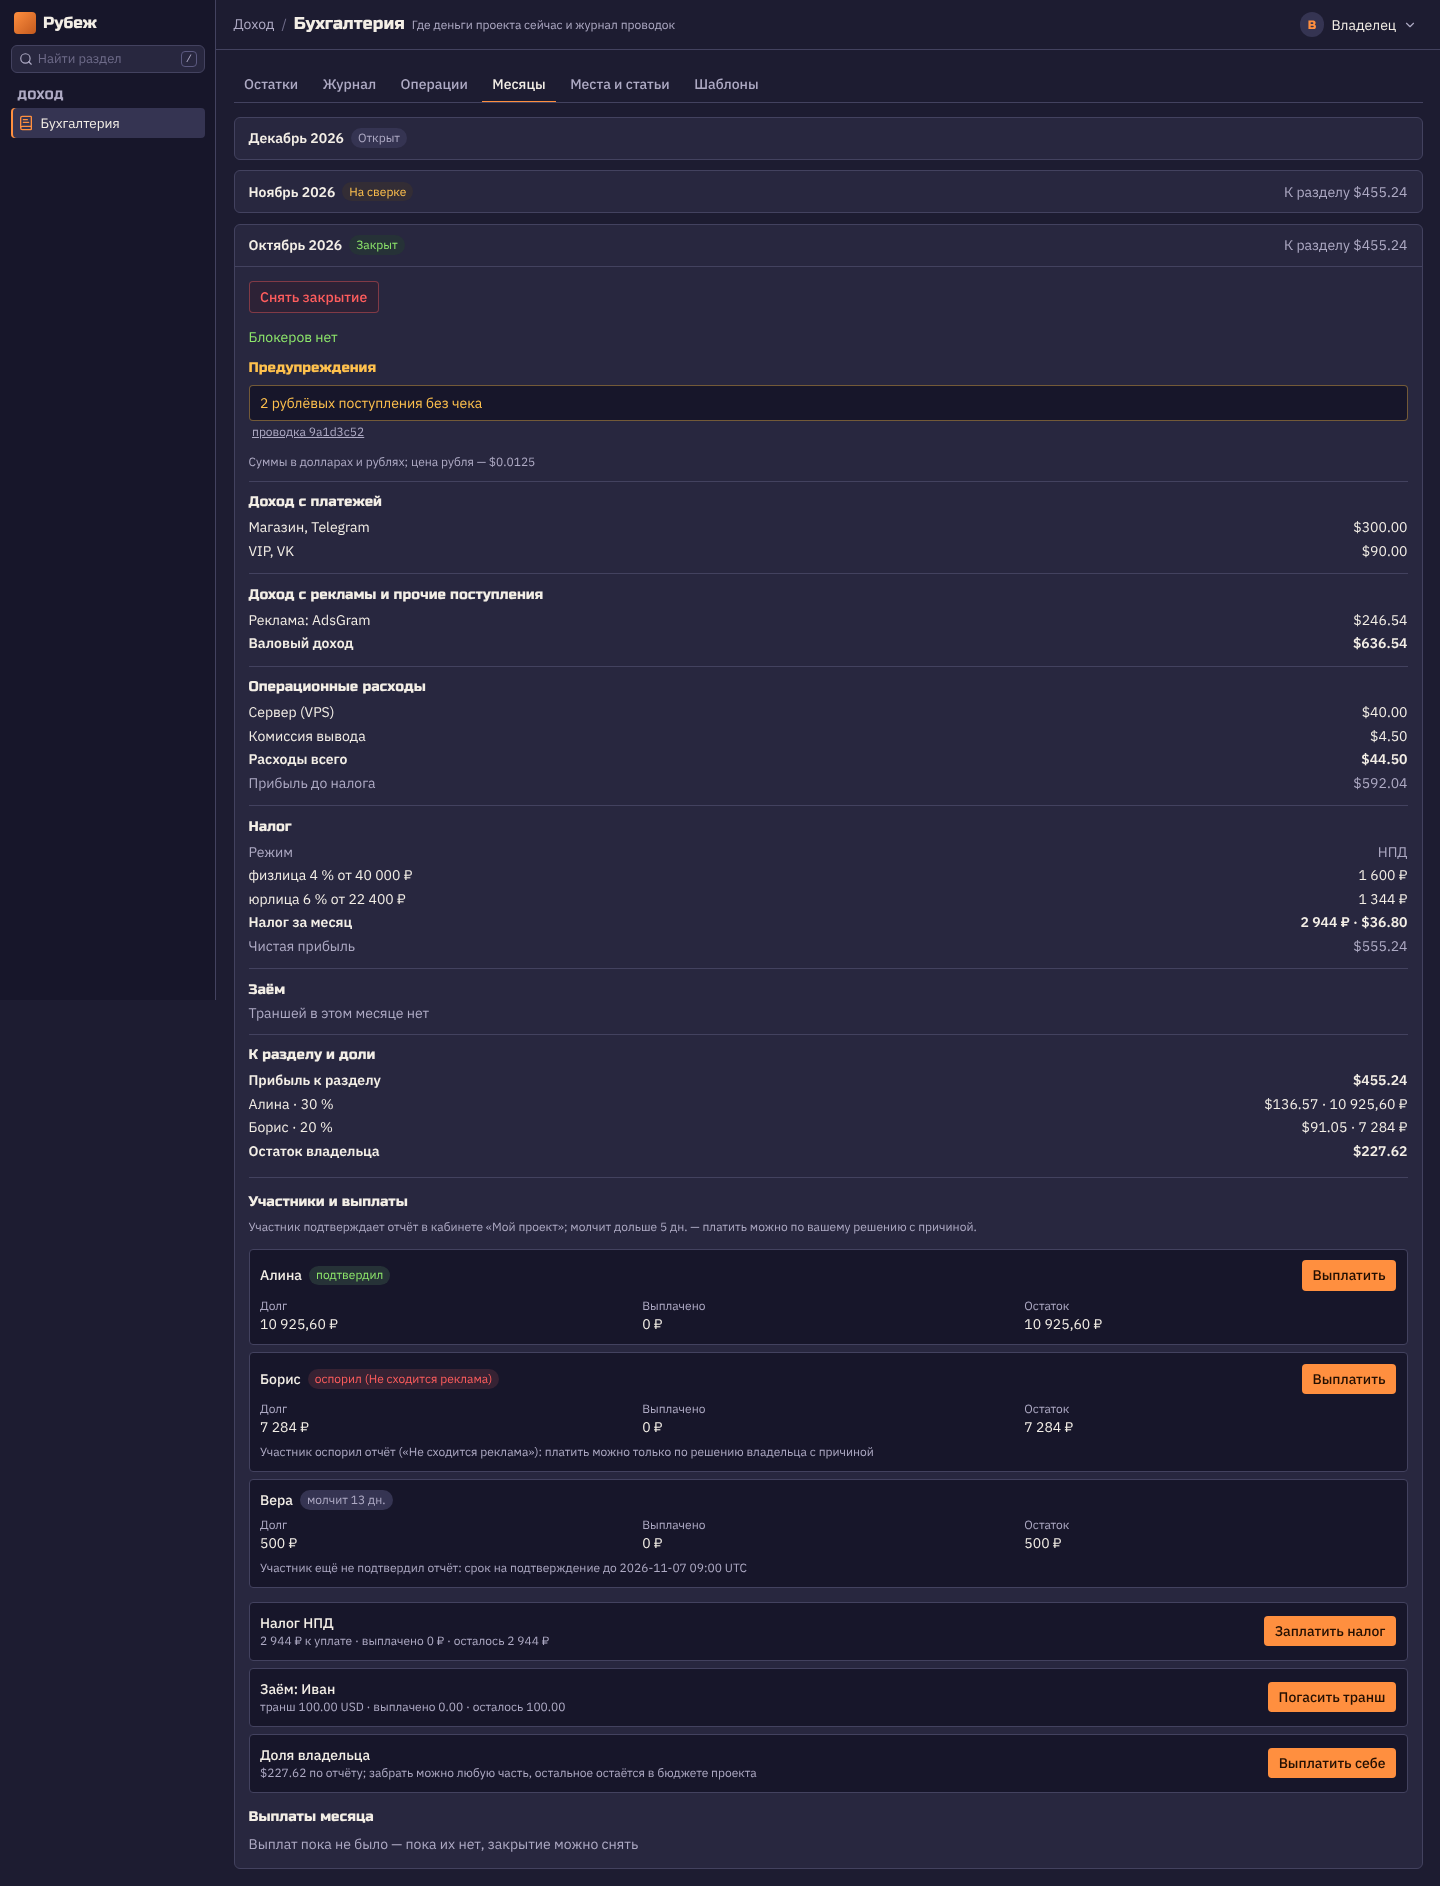 Рубеж
Найти раздел /
ДОХОД
Бухгалтерия
Доход / Бухгалтерия Где деньги проекта сейчас и журнал проводок
В Владелец
Остатки Журнал Операции Месяцы Места и статьи Шаблоны
Декабрь 2026 Открыт
Ноябрь 2026 На сверке К разделу $455.24
Октябрь 2026 Закрыт К разделу $455.24
Снять закрытие
Блокеров нет
Предупреждения
2 рублёвых поступления без чека
проводка 9a1d3c52
Суммы в долларах и рублях; цена рубля — $0.0125
Доход с платежей
Магазин, Telegram $300.00
VIP, VK $90.00
Доход с рекламы и прочие поступления
Реклама: AdsGram $246.54
Валовый доход $636.54
Операционные расходы
Сервер (VPS) $40.00
Комиссия вывода $4.50
Расходы всего $44.50
Прибыль до налога $592.04
Налог
Режим НПД
физлица 4 % от 40 000 ₽ 1 600 ₽
юрлица 6 % от 22 400 ₽ 1 344 ₽
Налог за месяц 2 944 ₽ · $36.80
Чистая прибыль $555.24
Заём
Траншей в этом месяце нет
К разделу и доли
Прибыль к разделу $455.24
Алина · 30 % $136.57 · 10 925,60 ₽
Борис · 20 % $91.05 · 7 284 ₽
Остаток владельца $227.62
Участники и выплаты
Участник подтверждает отчёт в кабинете «Мой проект»; молчит дольше 5 дн. — платить можно по вашему решению с причиной.
Алина подтвердил Выплатить
Долг Выплачено Остаток
10 925,60 ₽ 0 ₽ 10 925,60 ₽
Борис оспорил (Не сходится реклама) Выплатить
Долг Выплачено Остаток
7 284 ₽ 0 ₽ 7 284 ₽
Участник оспорил отчёт («Не сходится реклама»): платить можно только по решению владельца с причиной
Вера молчит 13 дн.
Долг Выплачено Остаток
500 ₽ 0 ₽ 500 ₽
Участник ещё не подтвердил отчёт: срок на подтверждение до 2026-11-07 09:00 UTC
Налог НПД
2 944 ₽ к уплате · выплачено 0 ₽ · осталось 2 944 ₽
Заплатить налог
Заём: Иван
транш 100.00 USD · выплачено 0.00 · осталось 100.00
Погасить транш
Доля владельца
$227.62 по отчёту; забрать можно любую часть, остальное остаётся в бюджете проекта
Выплатить себе
Выплаты месяца
Выплат пока не было — пока их нет, закрытие можно снять